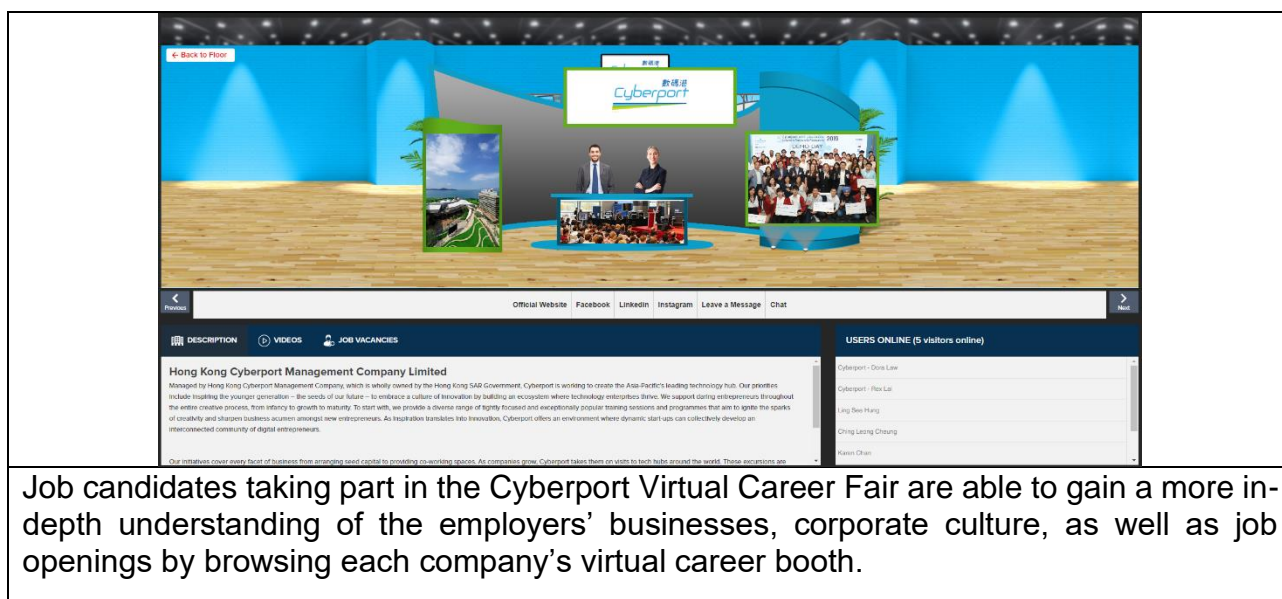 ← Back to Floor
數碼港
數碼港
Cyberport
2019
DEMO DAY
Previous
Official Website
Facebook
Linkedin
Instagram
Leave a Message
Chat
Next
DESCRIPTION
VIDEOS
JOB VACANCIES
USERS ONLINE (5 visitors online)
Hong Kong Cyberport Management Company Limited
Managed by Hong Kong Cyberport Management Company, which is wholly owned by the Hong Kong SAR Government, Cyberport is working to create the Asia-Pacific's leading technology hub. Our priorities
include inspiring the younger generation – the seeds of our future – to embrace a culture of innovation by building an ecosystem where technology enterprises thrive. We support daring entrepreneurs throughout
the entire creative process, from infancy to growth to maturity. To start with, we provide a diverse range of tightly focused and exceptionally popular training sessions and programmes that aim to ignite the sparks
of creativity and sharpen business acumen amongst new entrepreneurs. As inspiration translates into innovation, Cyberport offers an environment where dynamic start-ups can collectively develop an
interconnected community of digital entrepreneurs.
Our initiatives cover every facet of business from arranging seed capital to providing co-working spaces. As companies grow, Cyberport takes them on visits to tech hubs around the world. These excursions are
Cyberport - Dora Law
Cyberport - Rex Lai
Ling Bee Hung
Ching Leong Cheung
Karen Chan
Job candidates taking part in the Cyberport Virtual Career Fair are able to gain a more in-
depth understanding of the employers' businesses, corporate culture, as well as job
openings by browsing each company's virtual career booth.